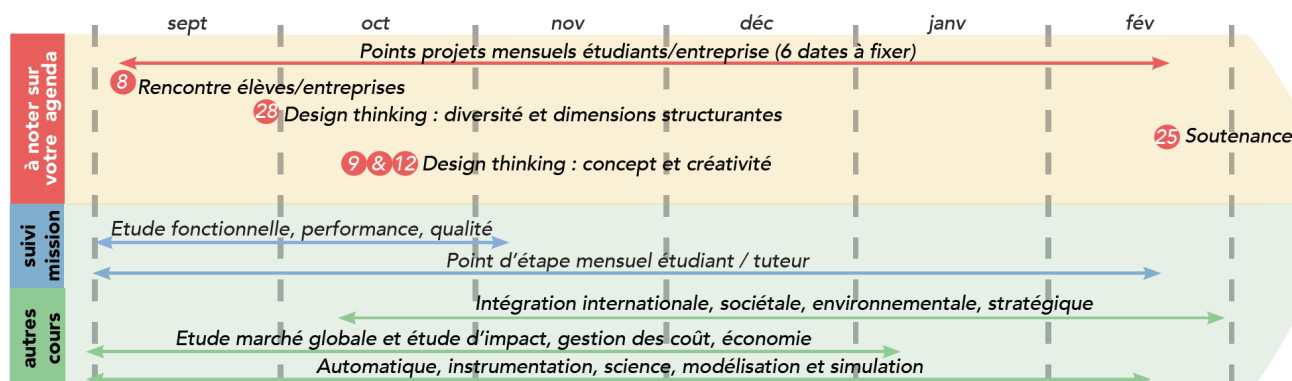 sept oct nov déc janv fév
à noter sur
votre agenda
Points projets mensuels étudiants/entreprise (6 dates à fixer)
8 Rencontre élèves/entreprises
28 Design thinking : diversité et dimensions structurantes
25 Soutenance
9 & 12 Design thinking : concept et créativité
suivi
mission
Etude fonctionnelle, performance, qualité
Point d'étape mensuel étudiant / tuteur
autres
cours
Intégration internationale, sociétale, environnementale, stratégique
Etude marché globale et étude d'impact, gestion des coût, économie
Automatique, instrumentation, science, modélisation et simulation